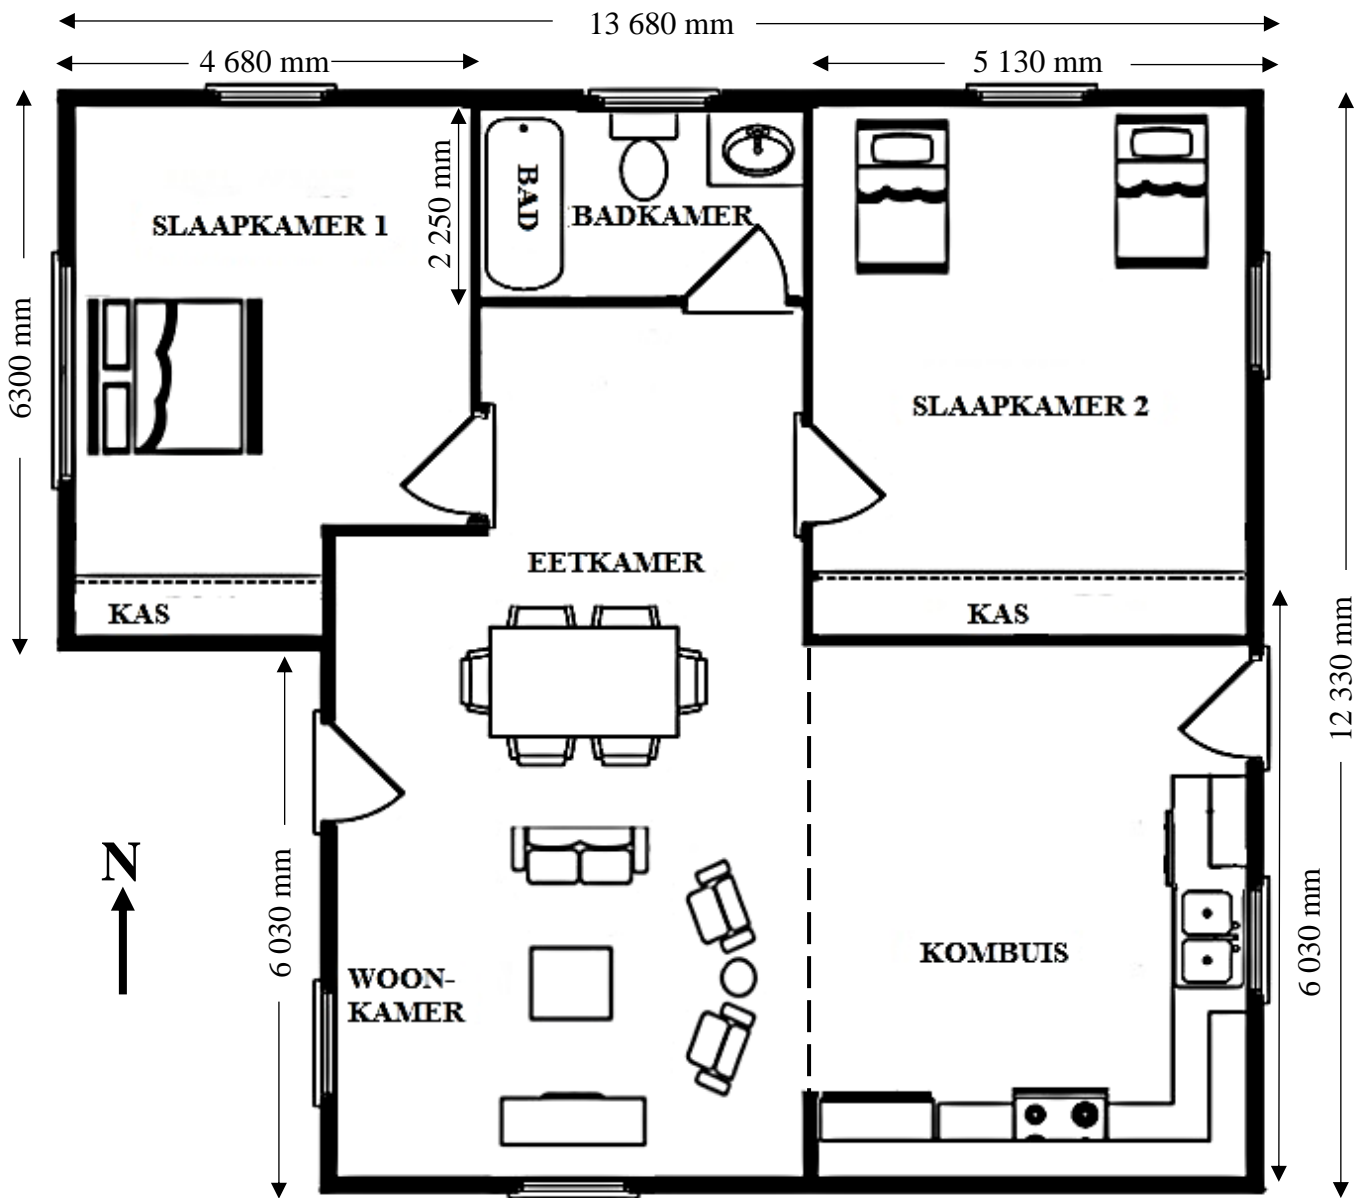 13 680 mm
4 680 mm
5 130 mm
2 250 mm
BAD
BADKAMER
SLAAPKAMER 1
6300 mm
SLAAPKAMER 2
EETKAMER
KAS
KAS
12 330 mm
N
6 030 mm
WOON-
KAMER
KOMBUIS
6 030 mm